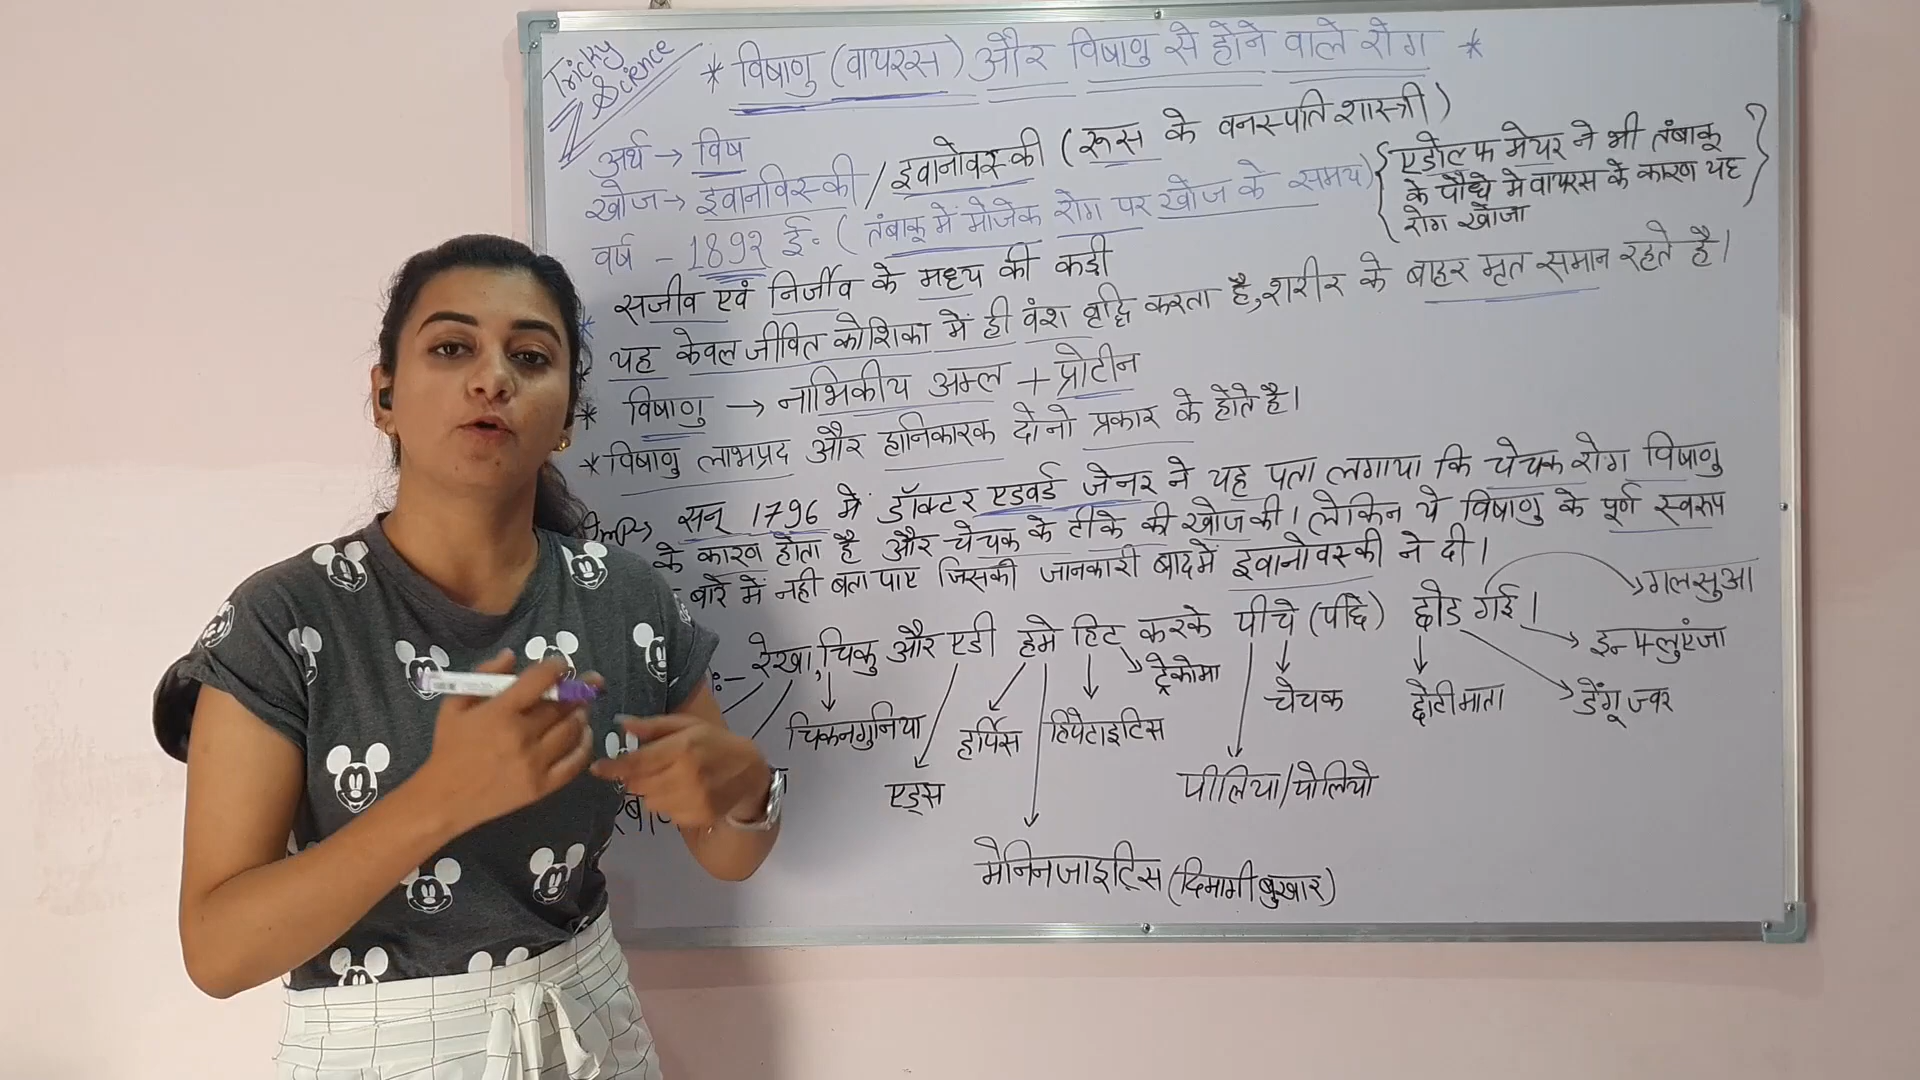 Tricky
Science
* विषाणु (वायरस) और विषाणु से होने वाले रोग *
अर्थ → विष
खोज → इवानविस्की / इवानोवस्की (रूस के वनस्पति शास्त्री)
वर्ष - 1892 ई॰ (तंबाकू में मोजेक रोग पर खोज के समय)
{एडोल्फ मेयर ने भी तंबाकू
के पौधे मे वायरस के कारण यह
रोग खोजा}
* सजीव एवं निर्जीव के मध्य की कड़ी
* यह केवल जीवित कोशिका में ही वंश वृद्धि करता है, शरीर के बाहर मृत समान रहते है।
* विषाणु → नाभिकीय अम्ल + प्रोटीन
* विषाणु लाभप्रद और हानिकारक दोनो प्रकार के होते है।
Imp→ सन् 1796 में डॉक्टर एडवर्ड जेनर ने यह पता लगाया कि चेचक रोग विषाणु
के कारण होता है और चेचक के टीके की खोज की। लेकिन ये विषाणु के पूर्ण स्वरूप
बारे में नही बता पाए जिसकी जानकारी बाद में इवानोवस्की ने दी।
:- रेखा, चिकु और एडी हमे हिट करके पीचे (पीछे) छोड गई।
गलसुआ
इन्फ्लुएंजा
ट्रेकोमा
चेचक
छोटीमाता
डेंगू ज्वर
चिकनगुनिया
हर्पिस
हिपेटाइटिस
एड्स
पीलिया/पोलियो
मेनिनजाइटिस (दिमागी बुखार)